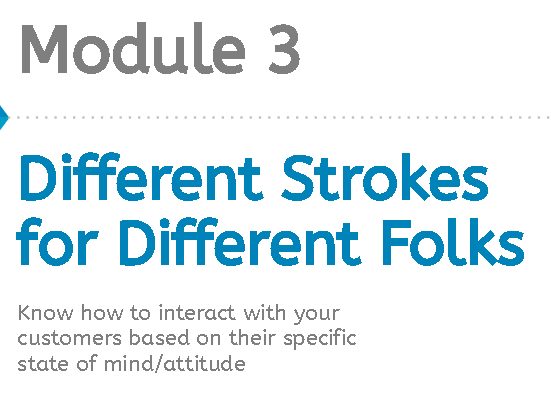 Module 3
Different Strokes
for Different Folks
Know how to interact with your
customers based on their specific
state of mind/attitude